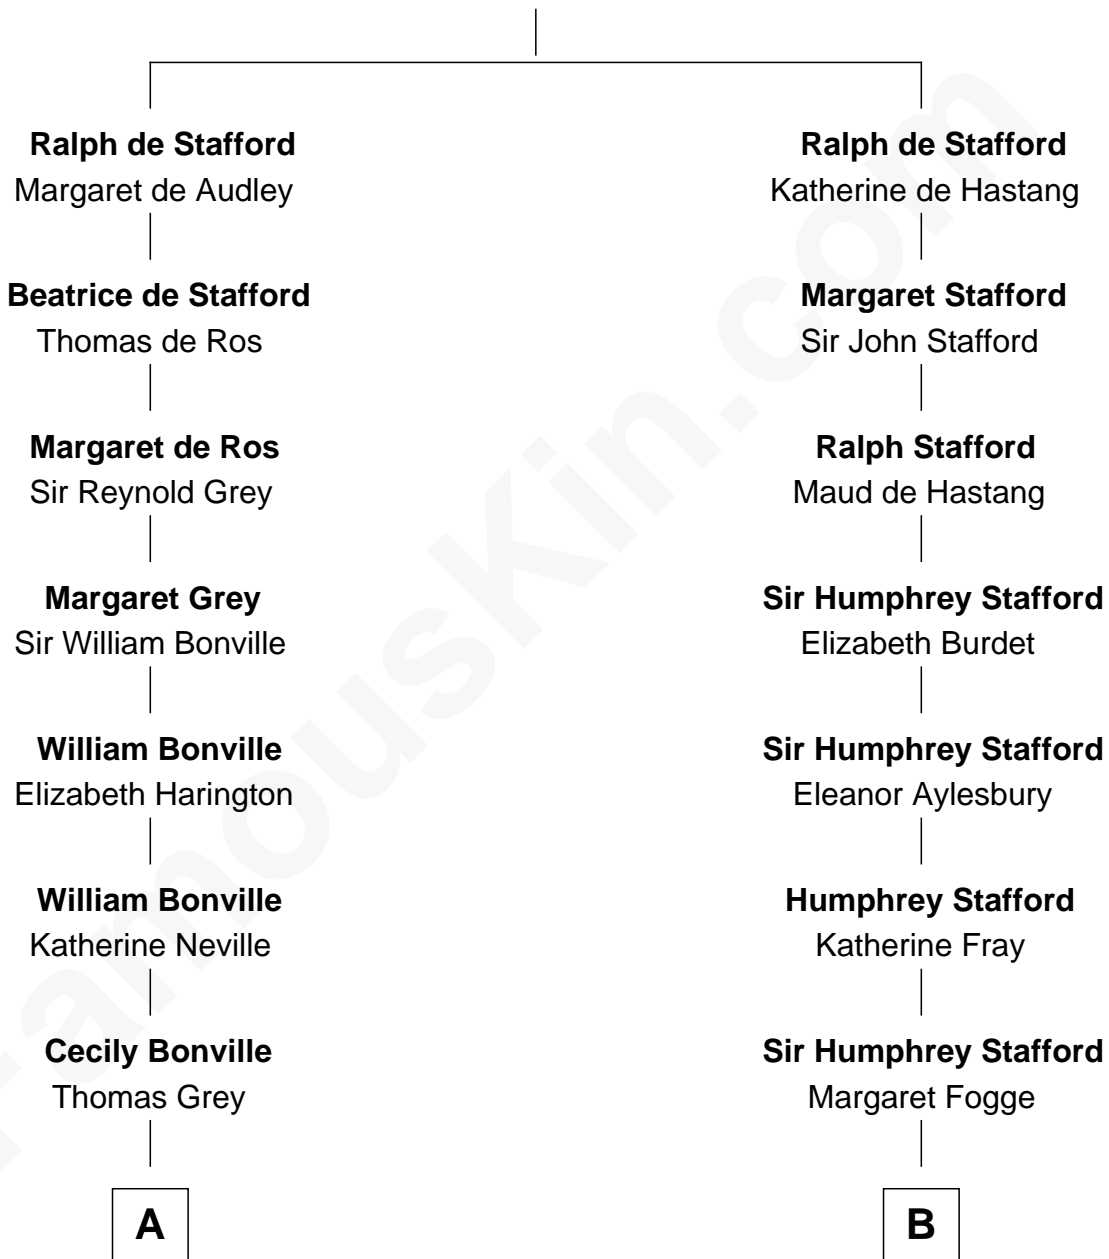 Ralph de Stafford
Margaret de Audley
Beatrice de Stafford
Thomas de Ros
Margaret de Ros
Sir Reynold Grey
Margaret Grey
Sir William Bonville
William Bonville
Elizabeth Harington
William Bonville
Katherine Neville
Cecily Bonville
Thomas Grey
A
Ralph de Stafford
Katherine de Hastang
Margaret Stafford
Sir John Stafford
Ralph Stafford
Maud de Hastang
Sir Humphrey Stafford
Elizabeth Burdet
Sir Humphrey Stafford
Eleanor Aylesbury
Humphrey Stafford
Katherine Fray
Sir Humphrey Stafford
Margaret Fogge
B
FamousKin.com